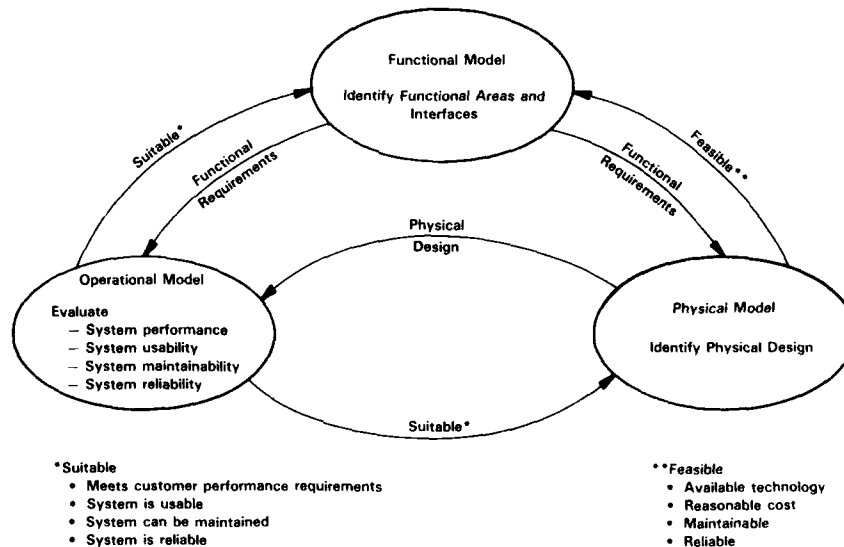 Functional Model
Identify Functional Areas and
Interfaces
Suitable*
Functional
Requirements
Functional
Requirements
Feasible**
Physical
Design
Operational Model
Evaluate
– System performance
– System usability
– System maintainability
– System reliability
Physical Model
Identify Physical Design
Suitable*
*Suitable
• Meets customer performance requirements
• System is usable
• System can be maintained
• System is reliable
**Feasible
• Available technology
• Reasonable cost
• Maintainable
• Reliable